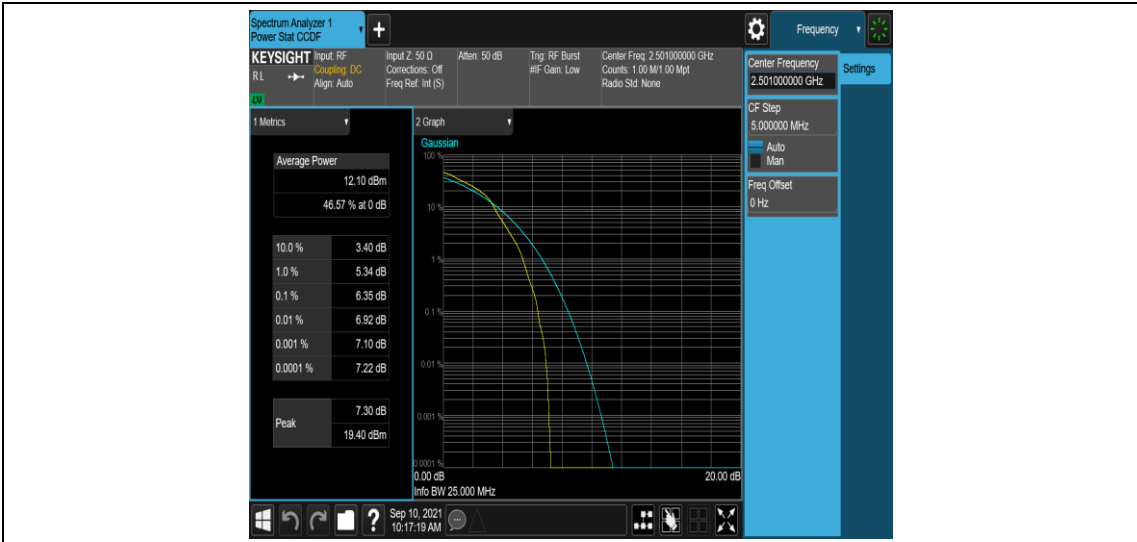 Spectrum Analyzer 1
Power Stat CCDF
Frequency
KEYSIGHT
RL
LXI
Input: RF
Coupling: DC
Align: Auto
Input Z: 50 Ω
Corrections: Off
Freq Ref: Int (S)
Atten: 50 dB
Trig: RF Burst
#IF Gain: Low
Center Freq: 2.501000000 GHz
Counts: 1.00 M/1.00 Mpt
Radio Std: None
Center Frequency
2.501000000 GHz
Settings
CF Step
5.000000 MHz
Auto
Man
Freq Offset
0 Hz
1 Metrics
Average Power
12.10 dBm
46.57 % at 0 dB
10.0 % 3.40 dB
1.0 % 5.34 dB
0.1 % 6.35 dB
0.01 % 6.92 dB
0.001 % 7.10 dB
0.0001 % 7.22 dB
Peak
7.30 dB
19.40 dBm
2 Graph
Gaussian
100 %
10 %
1 %
0.1 %
0.01 %
0.001 %
0.0001 %
0.00 dB 20.00 dB
Info BW 25.000 MHz
?
Sep 10, 2021
10:17:19 AM